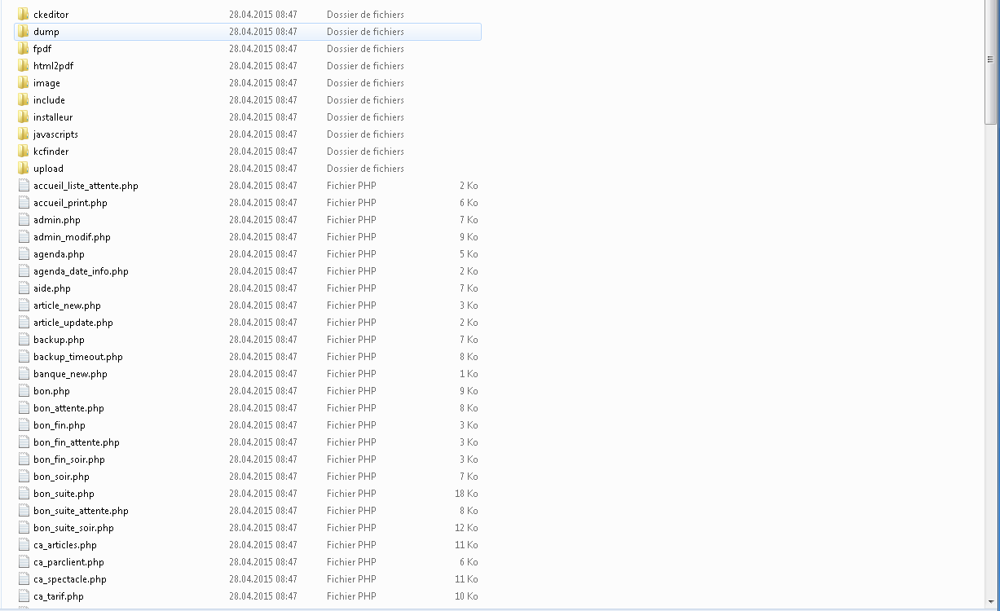 ckeditor 28.04.2015 08:47 Dossier de fichiers
dump 28.04.2015 08:47 Dossier de fichiers
fpdf 28.04.2015 08:47 Dossier de fichiers
html2pdf 28.04.2015 08:47 Dossier de fichiers
image 28.04.2015 08:47 Dossier de fichiers
include 28.04.2015 08:47 Dossier de fichiers
installeur 28.04.2015 08:47 Dossier de fichiers
javascripts 28.04.2015 08:47 Dossier de fichiers
kcfinder 28.04.2015 08:47 Dossier de fichiers
upload 28.04.2015 08:47 Dossier de fichiers
accueil_liste_attente.php 28.04.2015 08:47 Fichier PHP 2 Ko
accueil_print.php 28.04.2015 08:47 Fichier PHP 6 Ko
admin.php 28.04.2015 08:47 Fichier PHP 7 Ko
admin_modif.php 28.04.2015 08:47 Fichier PHP 9 Ko
agenda.php 28.04.2015 08:47 Fichier PHP 5 Ko
agenda_date_info.php 28.04.2015 08:47 Fichier PHP 2 Ko
aide.php 28.04.2015 08:47 Fichier PHP 7 Ko
article_new.php 28.04.2015 08:47 Fichier PHP 3 Ko
article_update.php 28.04.2015 08:47 Fichier PHP 2 Ko
backup.php 28.04.2015 08:47 Fichier PHP 7 Ko
backup_timeout.php 28.04.2015 08:47 Fichier PHP 8 Ko
banque_new.php 28.04.2015 08:47 Fichier PHP 1 Ko
bon.php 28.04.2015 08:47 Fichier PHP 9 Ko
bon_attente.php 28.04.2015 08:47 Fichier PHP 8 Ko
bon_fin.php 28.04.2015 08:47 Fichier PHP 3 Ko
bon_fin_attente.php 28.04.2015 08:47 Fichier PHP 3 Ko
bon_fin_soir.php 28.04.2015 08:47 Fichier PHP 3 Ko
bon_soir.php 28.04.2015 08:47 Fichier PHP 7 Ko
bon_suite.php 28.04.2015 08:47 Fichier PHP 18 Ko
bon_suite_attente.php 28.04.2015 08:47 Fichier PHP 8 Ko
bon_suite_soir.php 28.04.2015 08:47 Fichier PHP 12 Ko
ca_articles.php 28.04.2015 08:47 Fichier PHP 11 Ko
ca_parclient.php 28.04.2015 08:47 Fichier PHP 6 Ko
ca_spectacle.php 28.04.2015 08:47 Fichier PHP 11 Ko
ca_tarif.php 28.04.2015 08:47 Fichier PHP 10 Ko